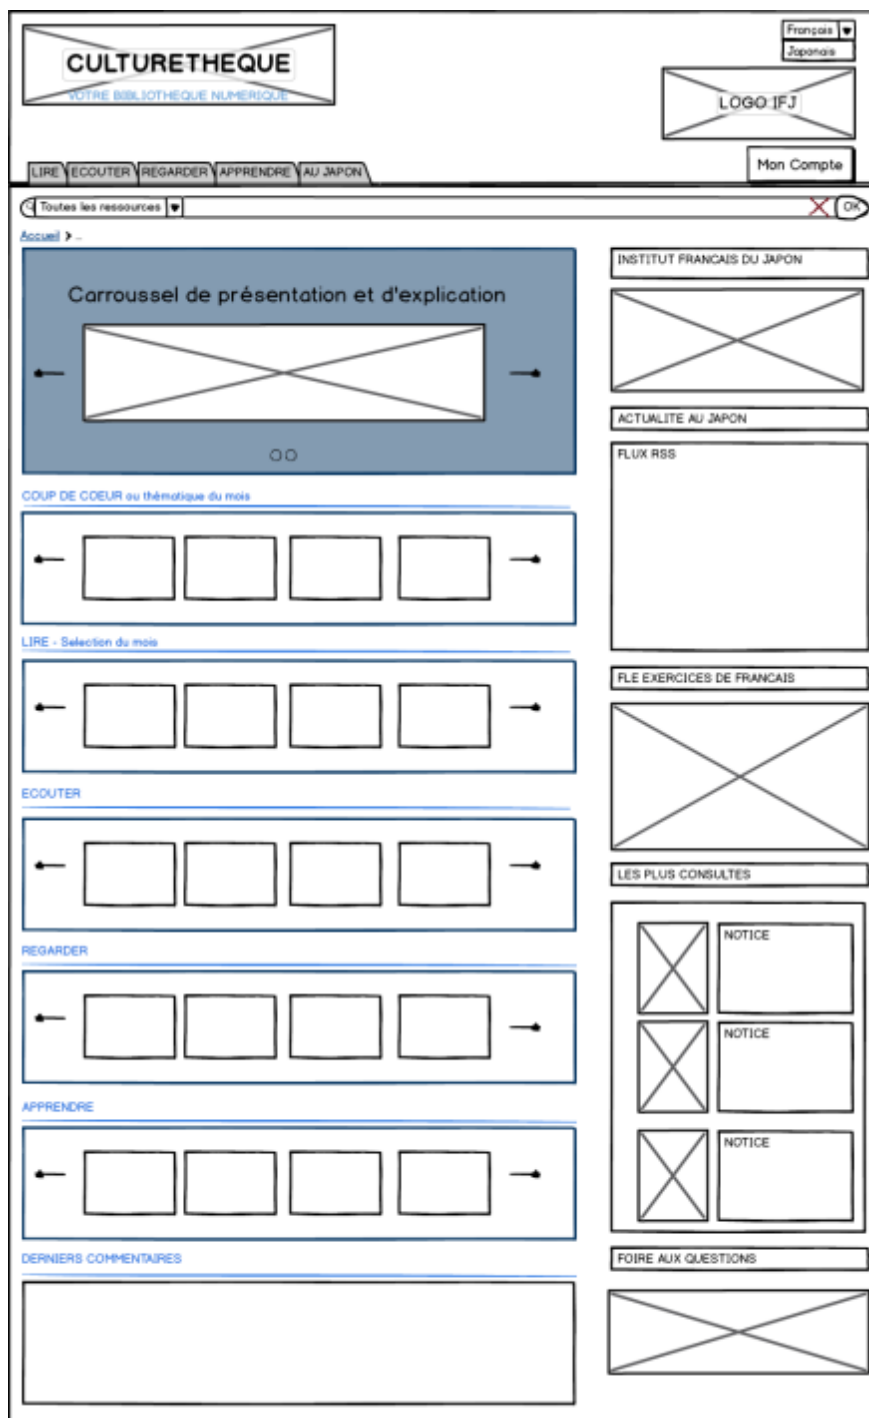 CULTURETHEQUE
VOTRE BIBLIOTHEQUE NUMERIQUE
Français
Japonais
LOGO IFJ
Mon Compte
LIRE ECOUTER REGARDER APPRENDRE AU JAPON
Toutes les ressources OK
Accueil > ..
Carroussel de présentation et d'explication
COUP DE COEUR ou thèmatique du mois
LIRE - Selection du mois
ECOUTER
REGARDER
APPRENDRE
DERNIERS COMMENTAIRES
INSTITUT FRANCAIS DU JAPON
ACTUALITE AU JAPON
FLUX RSS
FLE EXERCICES DE FRANCAIS
LES PLUS CONSULTES
NOTICE
NOTICE
NOTICE
FOIRE AUX QUESTIONS